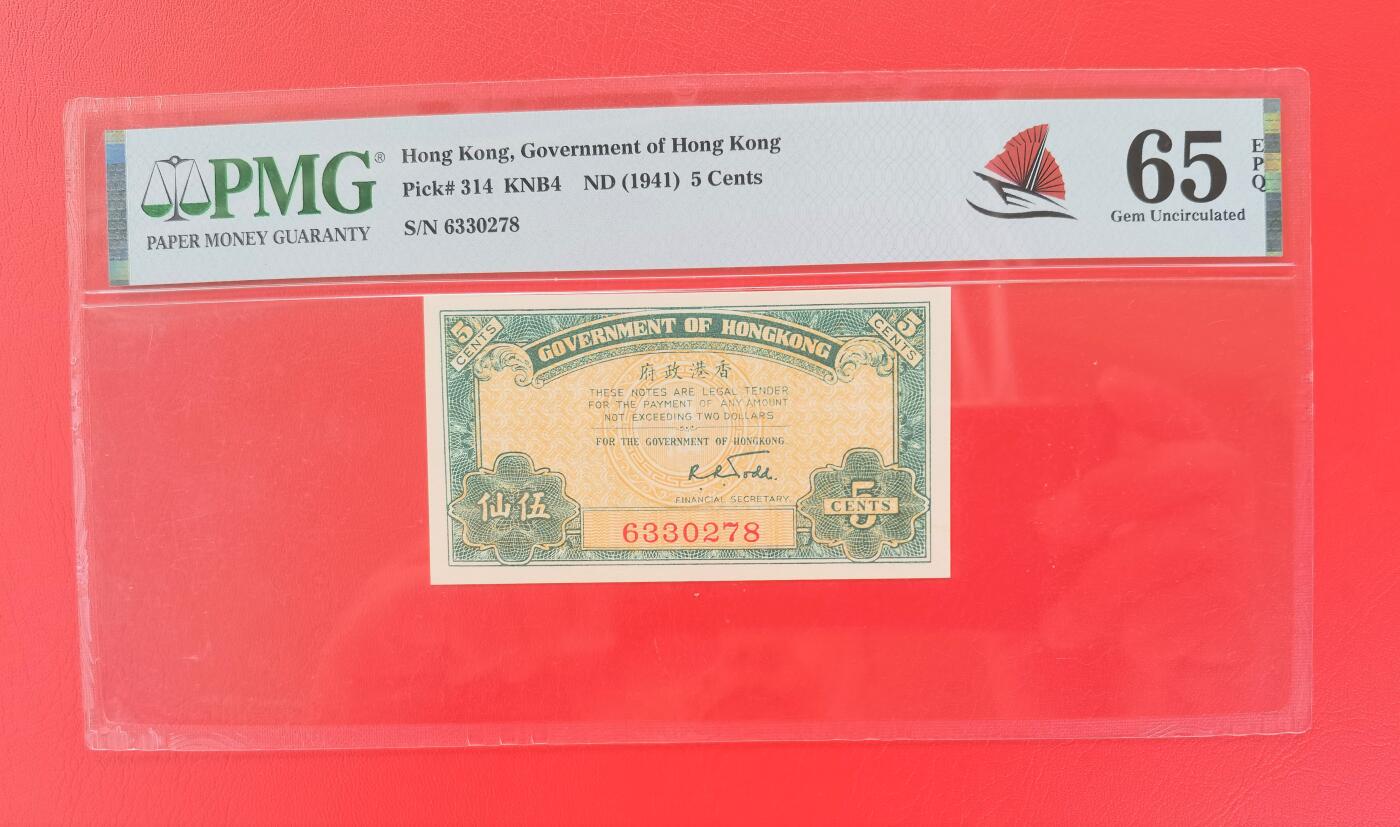 PMG®
PAPER MONEY GUARANTY
Hong Kong, Government of Hong Kong
Pick# 314 KNB4 ND (1941) 5 Cents
S/N 6330278
65
EPQ
Gem Uncirculated
5 CENTS
GOVERNMENT OF HONGKONG
5 CENTS
府政港香
THESE NOTES ARE LEGAL TENDER
FOR THE PAYMENT OF ANY AMOUNT
NOT EXCEEDING TWO DOLLARS
FOR THE GOVERNMENT OF HONGKONG
R.R.Todd.
FINANCIAL SECRETARY.
仙伍
6330278
5 CENTS